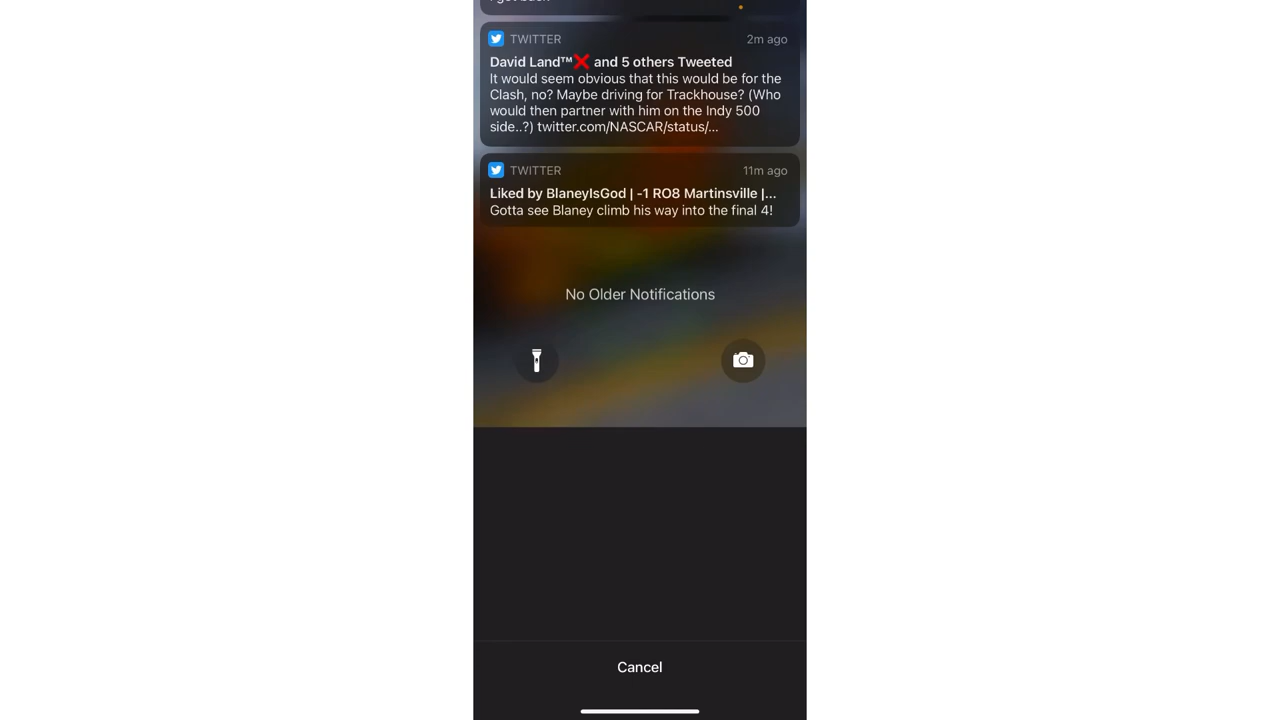 TWITTER 2m ago
David Land™❌ and 5 others Tweeted
It would seem obvious that this would be for the
Clash, no? Maybe driving for Trackhouse? (Who
would then partner with him on the Indy 500
side..?) twitter.com/NASCAR/status/...
TWITTER 11m ago
Liked by BlaneyIsGod | -1 RO8 Martinsville |...
Gotta see Blaney climb his way into the final 4!
No Older Notifications
Cancel